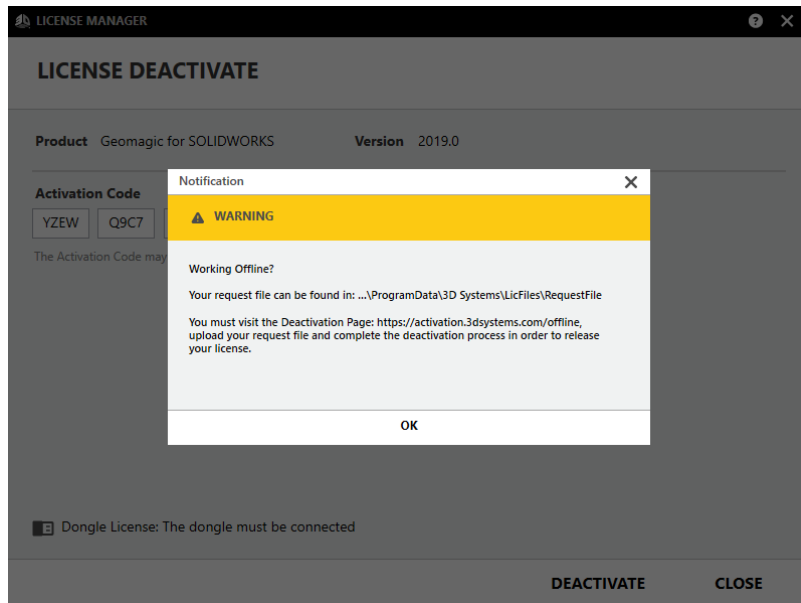 LICENSE MANAGER
LICENSE DEACTIVATE
Product Geomagic for SOLIDWORKS Version 2019.0
Activation Code
YZEW Q9C7
The Activation Code may
Notification
WARNING
Working Offline?
Your request file can be found in: ...\ProgramData\3D Systems\LicFiles\RequestFile
You must visit the Deactivation Page: https://activation.3dsystems.com/offline,
upload your request file and complete the deactivation process in order to release
your license.
OK
Dongle License: The dongle must be connected
DEACTIVATE CLOSE